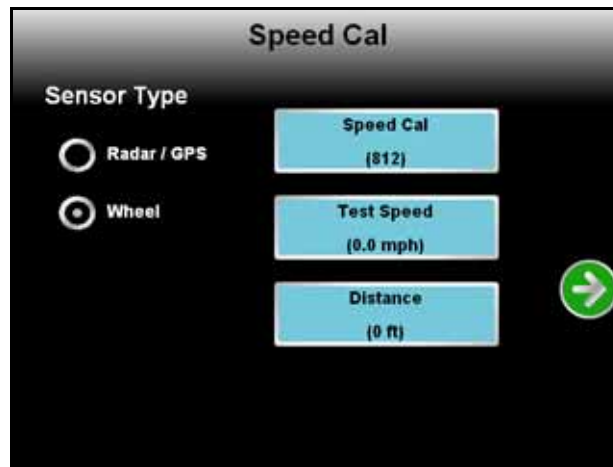 Speed Cal
Sensor Type
Radar / GPS
Wheel
Speed Cal
(812)
Test Speed
(0.0 mph)
Distance
(0 ft)